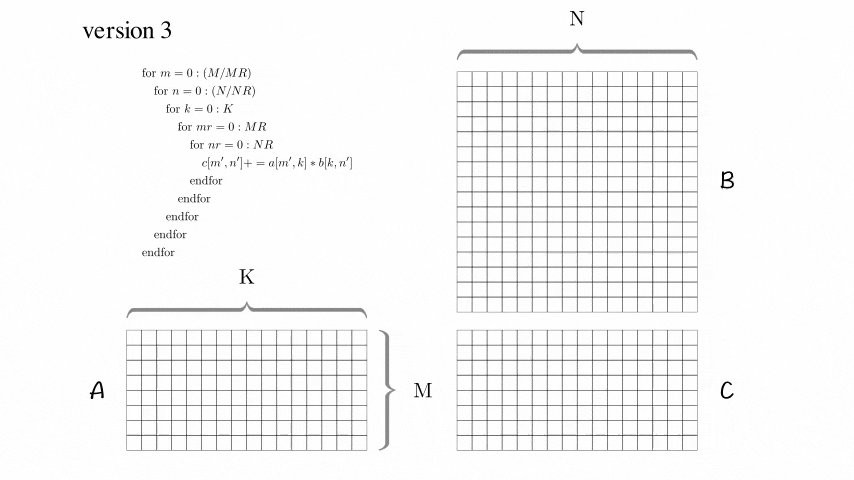 version 3
N
for m = 0 : (M/MR)
for n = 0 : (N/NR)
for k = 0 : K
for mr = 0 : MR
for nr = 0 : NR
c[m′, n′]+ = a[m′, k] ∗ b[k, n′]
endfor
endfor
endfor
endfor
endfor
B
K
A
M
C